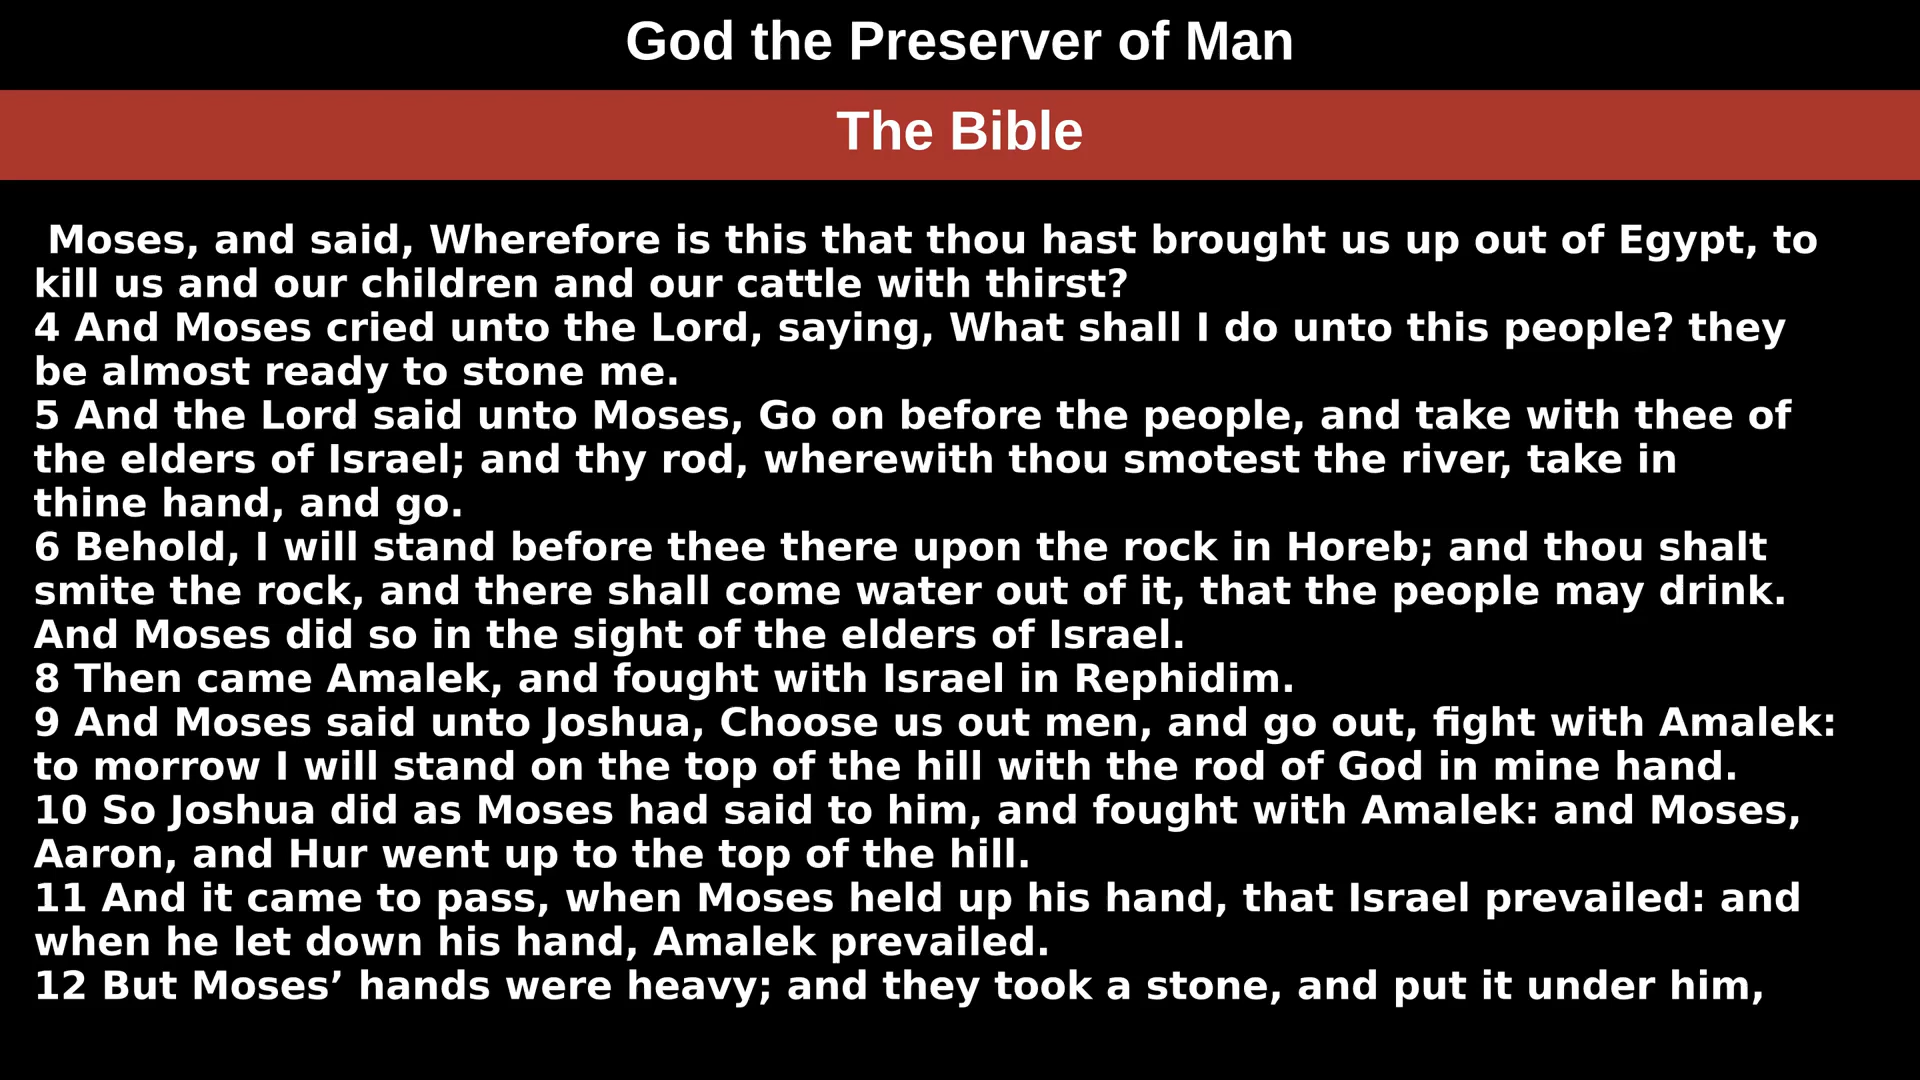 God the Preserver of Man
The Bible
Moses, and said, Wherefore is this that thou hast brought us up out of Egypt, to
kill us and our children and our cattle with thirst?
4 And Moses cried unto the Lord, saying, What shall I do unto this people? they
be almost ready to stone me.
5 And the Lord said unto Moses, Go on before the people, and take with thee of
the elders of Israel; and thy rod, wherewith thou smotest the river, take in
thine hand, and go.
6 Behold, I will stand before thee there upon the rock in Horeb; and thou shalt
smite the rock, and there shall come water out of it, that the people may drink.
And Moses did so in the sight of the elders of Israel.
8 Then came Amalek, and fought with Israel in Rephidim.
9 And Moses said unto Joshua, Choose us out men, and go out, fight with Amalek:
to morrow I will stand on the top of the hill with the rod of God in mine hand.
10 So Joshua did as Moses had said to him, and fought with Amalek: and Moses,
Aaron, and Hur went up to the top of the hill.
11 And it came to pass, when Moses held up his hand, that Israel prevailed: and
when he let down his hand, Amalek prevailed.
12 But Moses’ hands were heavy; and they took a stone, and put it under him,